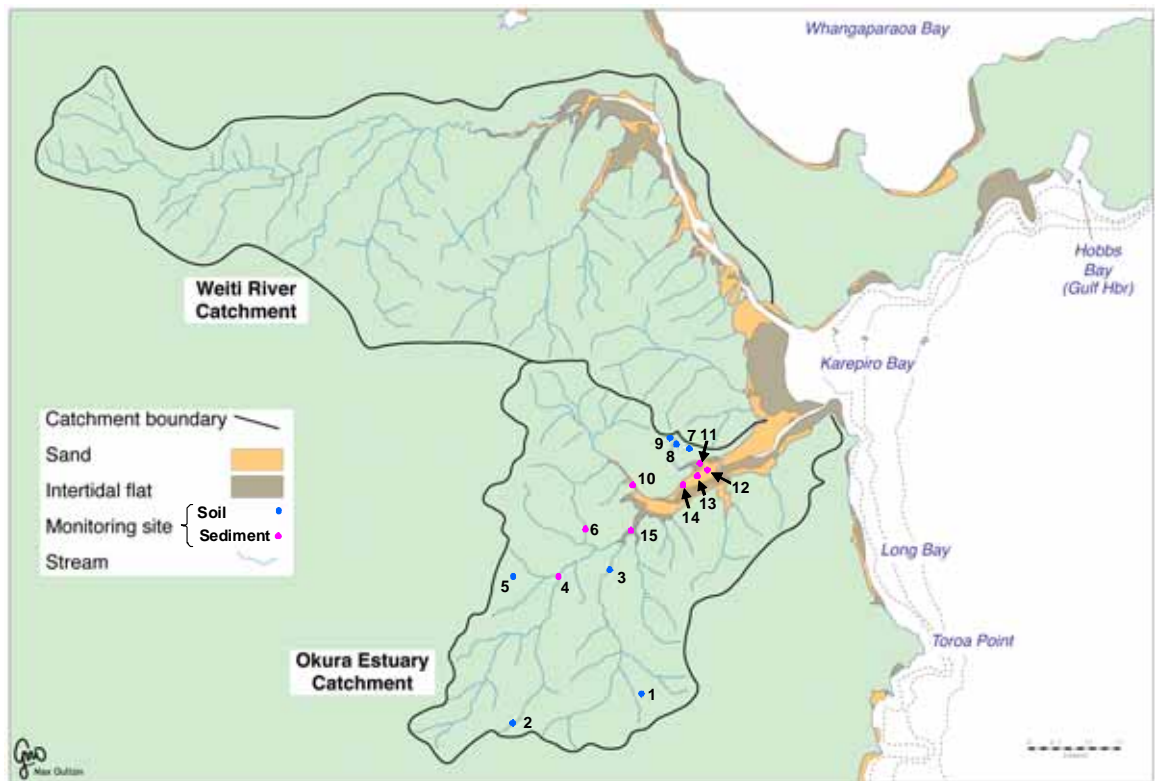 Whangaparaoa Bay
Hobbs
Bay
(Gulf Hbr)
Weiti River
Catchment
Karepiro Bay
Catchment boundary
Sand
Intertidal flat
Monitoring site
Soil
Sediment
Stream
9
8
7
11
10
12
13
14
6
15
Long Bay
5
4
3
Okura Estuary
Catchment
Toroa Point
1
2
Max Oulton